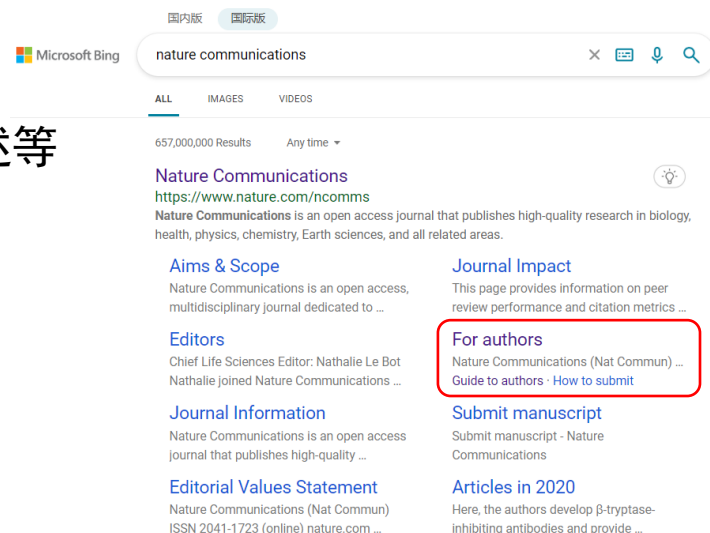 国内版 国际版
Microsoft Bing
nature communications
ALL IMAGES VIDEOS
述等
657,000,000 Results Any time
Nature Communications
https://www.nature.com/ncomms
Nature Communications is an open access journal that publishes high-quality research in biology,
health, physics, chemistry, Earth sciences, and all related areas.
Aims & Scope
Nature Communications is an open access,
multidisciplinary journal dedicated to ...
Journal Impact
This page provides information on peer
review performance and citation metrics ...
Editors
Chief Life Sciences Editor: Nathalie Le Bot
Nathalie joined Nature Communications ...
For authors
Nature Communications (Nat Commun) ...
Guide to authors · How to submit
Journal Information
Nature Communications is an open access
journal that publishes high-quality ...
Submit manuscript
Submit manuscript - Nature
Communications
Editorial Values Statement
Nature Communications (Nat Commun)
ISSN 2041-1723 (online) nature.com ...
Articles in 2020
Here, the authors develop β-tryptase-
inhibiting antibodies and provide ...